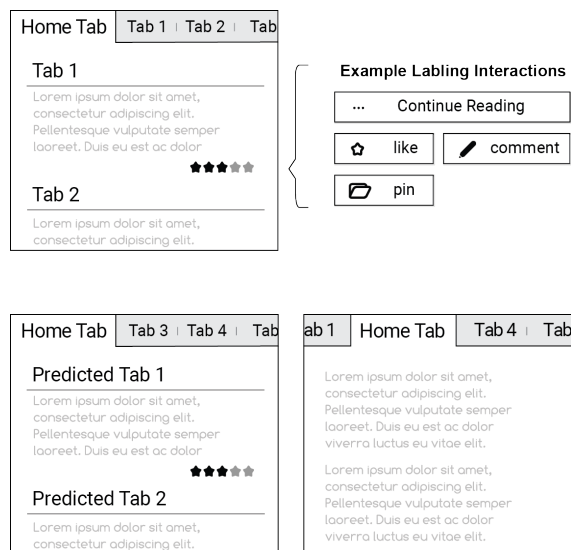 Home Tab Tab 1 Tab 2 Tab
Tab 1
Lorem ipsum dolor sit amet,
consectetur adipiscing elit.
Pellentesque vulputate semper
laoreet. Duis eu est ac dolor
Tab 2
Lorem ipsum dolor sit amet,
consectetur adipiscing elit.
Example Labling Interactions
... Continue Reading
like
comment
pin
Home Tab Tab 3 Tab 4 Tab
Predicted Tab 1
Lorem ipsum dolor sit amet,
consectetur adipiscing elit.
Pellentesque vulputate semper
laoreet. Duis eu est ac dolor
Predicted Tab 2
Lorem ipsum dolor sit amet,
consectetur adipiscing elit.
ab 1 Home Tab Tab 4 Tab
Lorem ipsum dolor sit amet,
consectetur adipiscing elit.
Pellentesque vulputate semper
laoreet. Duis eu est ac dolor
viverra luctus eu vitae elit.
Lorem ipsum dolor sit amet,
consectetur adipiscing elit.
Pellentesque vulputate semper
laoreet. Duis eu est ac dolor
viverra luctus eu vitae elit.